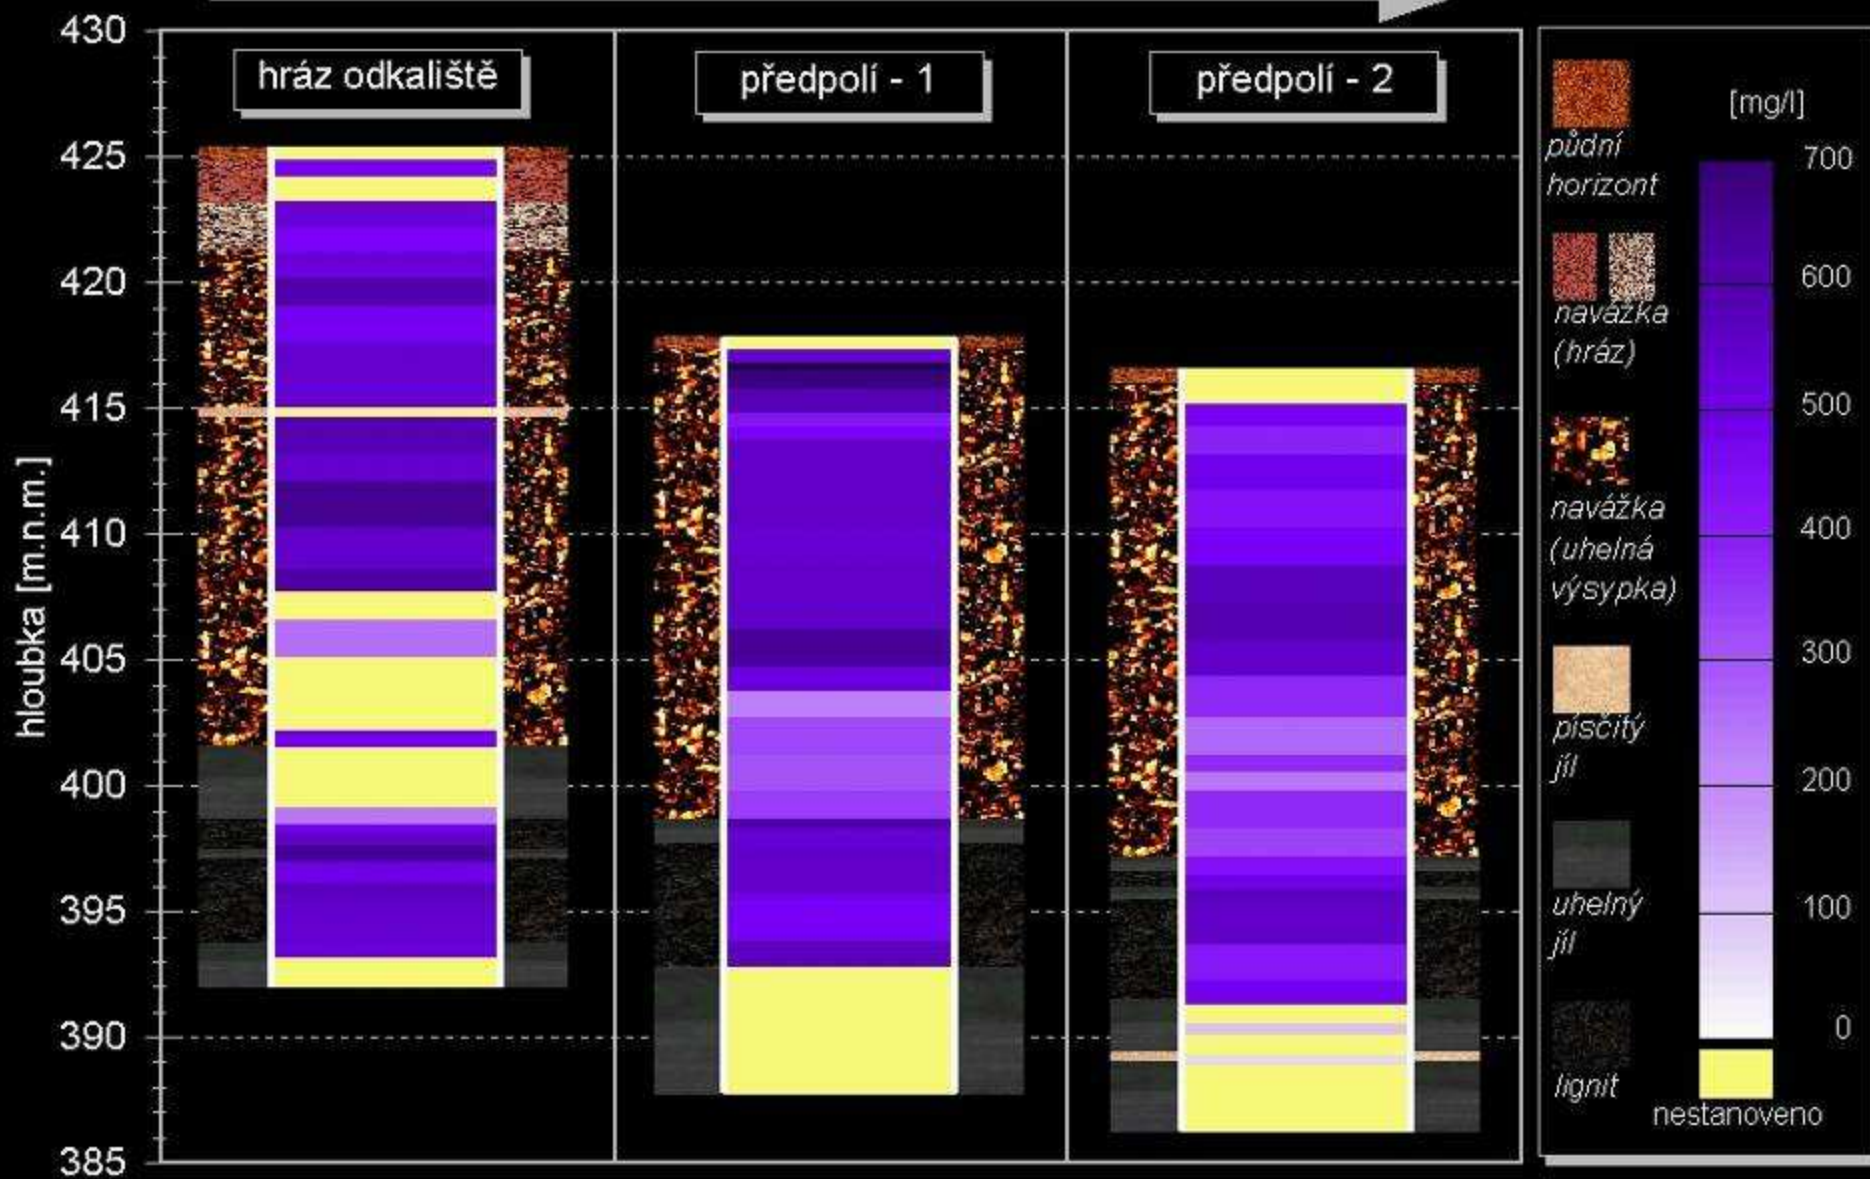 430
425
420
415
410
405
400
395
390
385
hloubka [m.n.m.]
hráz odkaliště
předpolí - 1
předpolí - 2
půdní
horizont
navážka
(hráz)
navážka
(uhelná
výsypka)
písčitý
jíl
uhelný
jíl
lignit
[mg/l]
700
600
500
400
300
200
100
0
nestanoveno